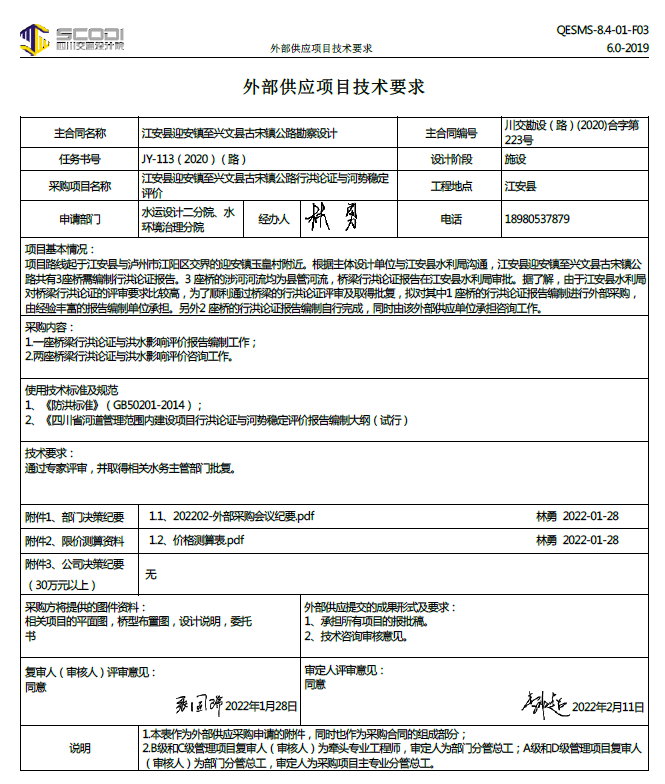 SCODI
四川交通设计院
外部供应项目技术要求
QESMS-8.4-01-F03
6.0-2019
外部供应项目技术要求
主合同名称
江安县迎安镇至兴文县古宋镇公路勘察设计
主合同编号
川交勘设（路）(2020)合字第
223号
任务书号
JY-113（2020）（路）
设计阶段
施设
采购项目名称
江安县迎安镇至兴文县古宋镇公路行洪论证与河势稳定
评价
工程地点
江安县
申请部门
水运设计二分院、水
环境治理分院
经办人
林勇
电话
18980537879
项目基本情况：
项目路线起于江安县与泸州市江阳区交界的迎安镇玉皇村附近。根据主体设计单位与江安县水利局沟通，江安县迎安镇至兴文县古宋镇公
路共有3座桥需编制行洪论证报告。3 座桥的涉河河流均为县管河流，桥梁行洪论证报告在江安县水利局审批。据了解，由于江安县水利局
对桥梁行洪论证的评审要求比较高，为了顺利通过桥梁的行洪论证评审及取得批复，拟对其中1 座桥的行洪论证报告编制进行外部采购，
由经验丰富的报告编制单位承担。另外2 座桥的行洪论证报告编制自行完成，同时由该外部供应单位承担咨询工作。
采购内容：
1.一座桥梁行洪论证与洪水影响评价报告编制工作；
2.两座桥梁行洪论证与洪水影响评价咨询工作。
使用技术标准及规范
1、《防洪标准》（GB50201-2014）；
2、《四川省河道管理范围内建设项目行洪论证与河势稳定评价报告编制大纲（试行）
技术要求：
通过专家评审，并取得相关水务主管部门批复。
附件1、部门决策纪要
1.1、202202-外部采购会议纪要.pdf
林勇 2022-01-28
附件2、限价测算资料
1.2、价格测算表.pdf
林勇 2022-01-28
附件3、公司决策纪要
（30万元以上）
无
采购方将提供的图件资料：
相关项目的平面图，桥型布置图，设计说明，委托
书
外部供应提交的成果形式及要求：
1、承担所有项目的报批稿。
2、技术咨询审核意见。
复审人（审核人）评审意见：
同意
2022年1月28日
审定人评审意见：
同意
2022年2月11日
说明
1.本表作为外部供应采购申请的附件，同时也作为采购合同的组成部分；
2.B级和C级管理项目复审人（审核人）为牵头专业工程师，审定人为部门分管总工；A级和D级管理项目复审人
（审核人）为部门分管总工，审定人为采购项目主专业分管总工。